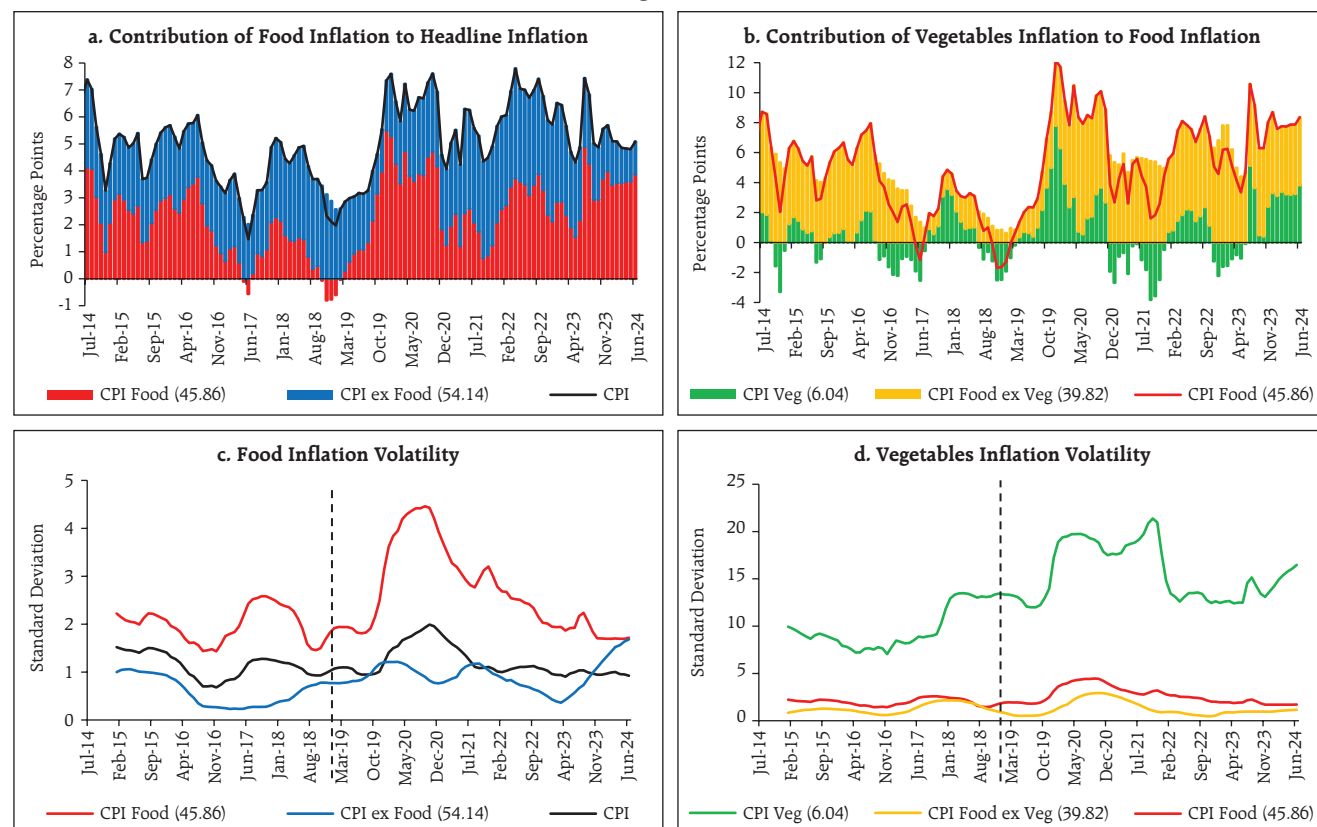 a. Contribution of Food Inflation to Headline Inflation
Percentage Points
8
7
6
5
4
3
2
1
0
-1
Jul-14
Feb-15
Sep-15
Apr-16
Nov-16
Jun-17
Jan-18
Aug-18
Mar-19
Oct-19
May-20
Dec-20
Jul-21
Feb-22
Sep-22
Apr-23
Nov-23
Jun-24
CPI Food (45.86) CPI ex Food (54.14) CPI
b. Contribution of Vegetables Inflation to Food Inflation
Percentage Points
12
10
8
6
4
2
0
-2
-4
Jul-14
Feb-15
Sep-15
Apr-16
Nov-16
Jun-17
Jan-18
Aug-18
Mar-19
Oct-19
May-20
Dec-20
Jul-21
Feb-22
Sep-22
Apr-23
Nov-23
Jun-24
CPI Veg (6.04) CPI Food ex Veg (39.82) CPI Food (45.86)
c. Food Inflation Volatility
Standard Deviation
5
4
3
2
1
0
Jul-14
Feb-15
Sep-15
Apr-16
Nov-16
Jun-17
Jan-18
Aug-18
Mar-19
Oct-19
May-20
Dec-20
Jul-21
Feb-22
Sep-22
Apr-23
Nov-23
Jun-24
CPI Food (45.86) CPI ex Food (54.14) CPI
d. Vegetables Inflation Volatility
Standard Deviation
25
20
15
10
5
0
Jul-14
Feb-15
Sep-15
Apr-16
Nov-16
Jun-17
Jan-18
Aug-18
Mar-19
Oct-19
May-20
Dec-20
Jul-21
Feb-22
Sep-22
Apr-23
Nov-23
Jun-24
CPI Veg (6.04) CPI Food ex Veg (39.82) CPI Food (45.86)